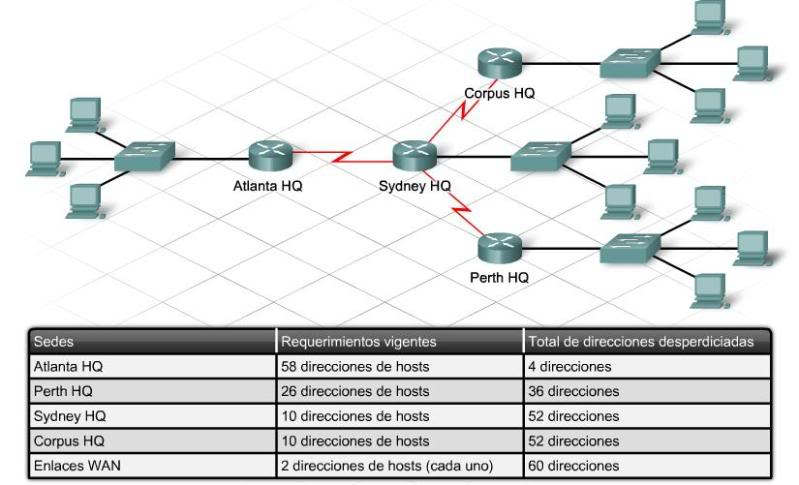 Corpus HQ
Atlanta HQ
Sydney HQ
Perth HQ
Sedes Requerimientos vigentes Total de direcciones desperdiciadas
Atlanta HQ 58 direcciones de hosts 4 direcciones
Perth HQ 26 direcciones de hosts 36 direcciones
Sydney HQ 10 direcciones de hosts 52 direcciones
Corpus HQ 10 direcciones de hosts 52 direcciones
Enlaces WAN 2 direcciones de hosts (cada uno) 60 direcciones